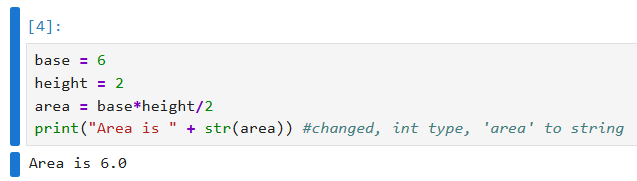 [4]:
base = 6
height = 2
area = base*height/2
print("Area is " + str(area)) #changed, int type, 'area' to string
Area is 6.0